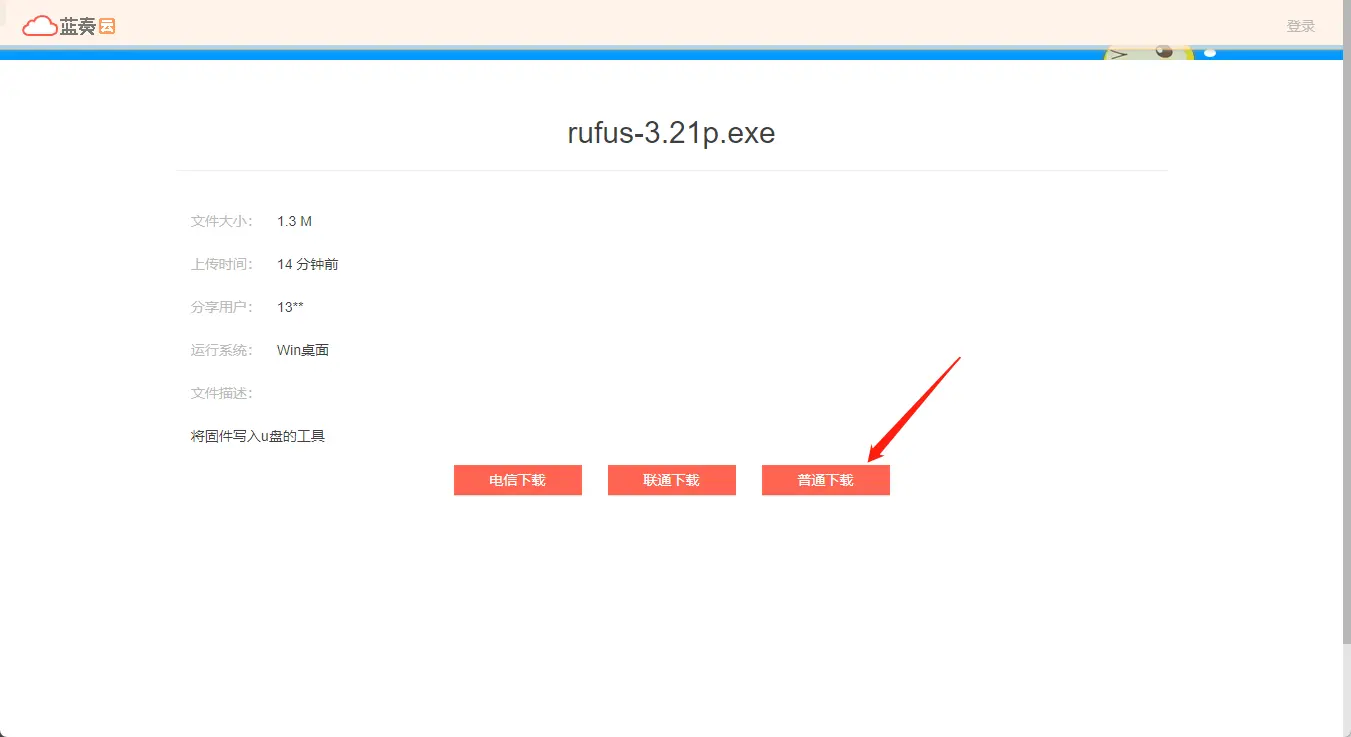 蓝奏云
登录
rufus-3.21p.exe
文件大小： 1.3 M
上传时间： 14 分钟前
分享用户： 13**
运行系统： Win桌面
文件描述：
将固件写入u盘的工具
电信下载 联通下载 普通下载